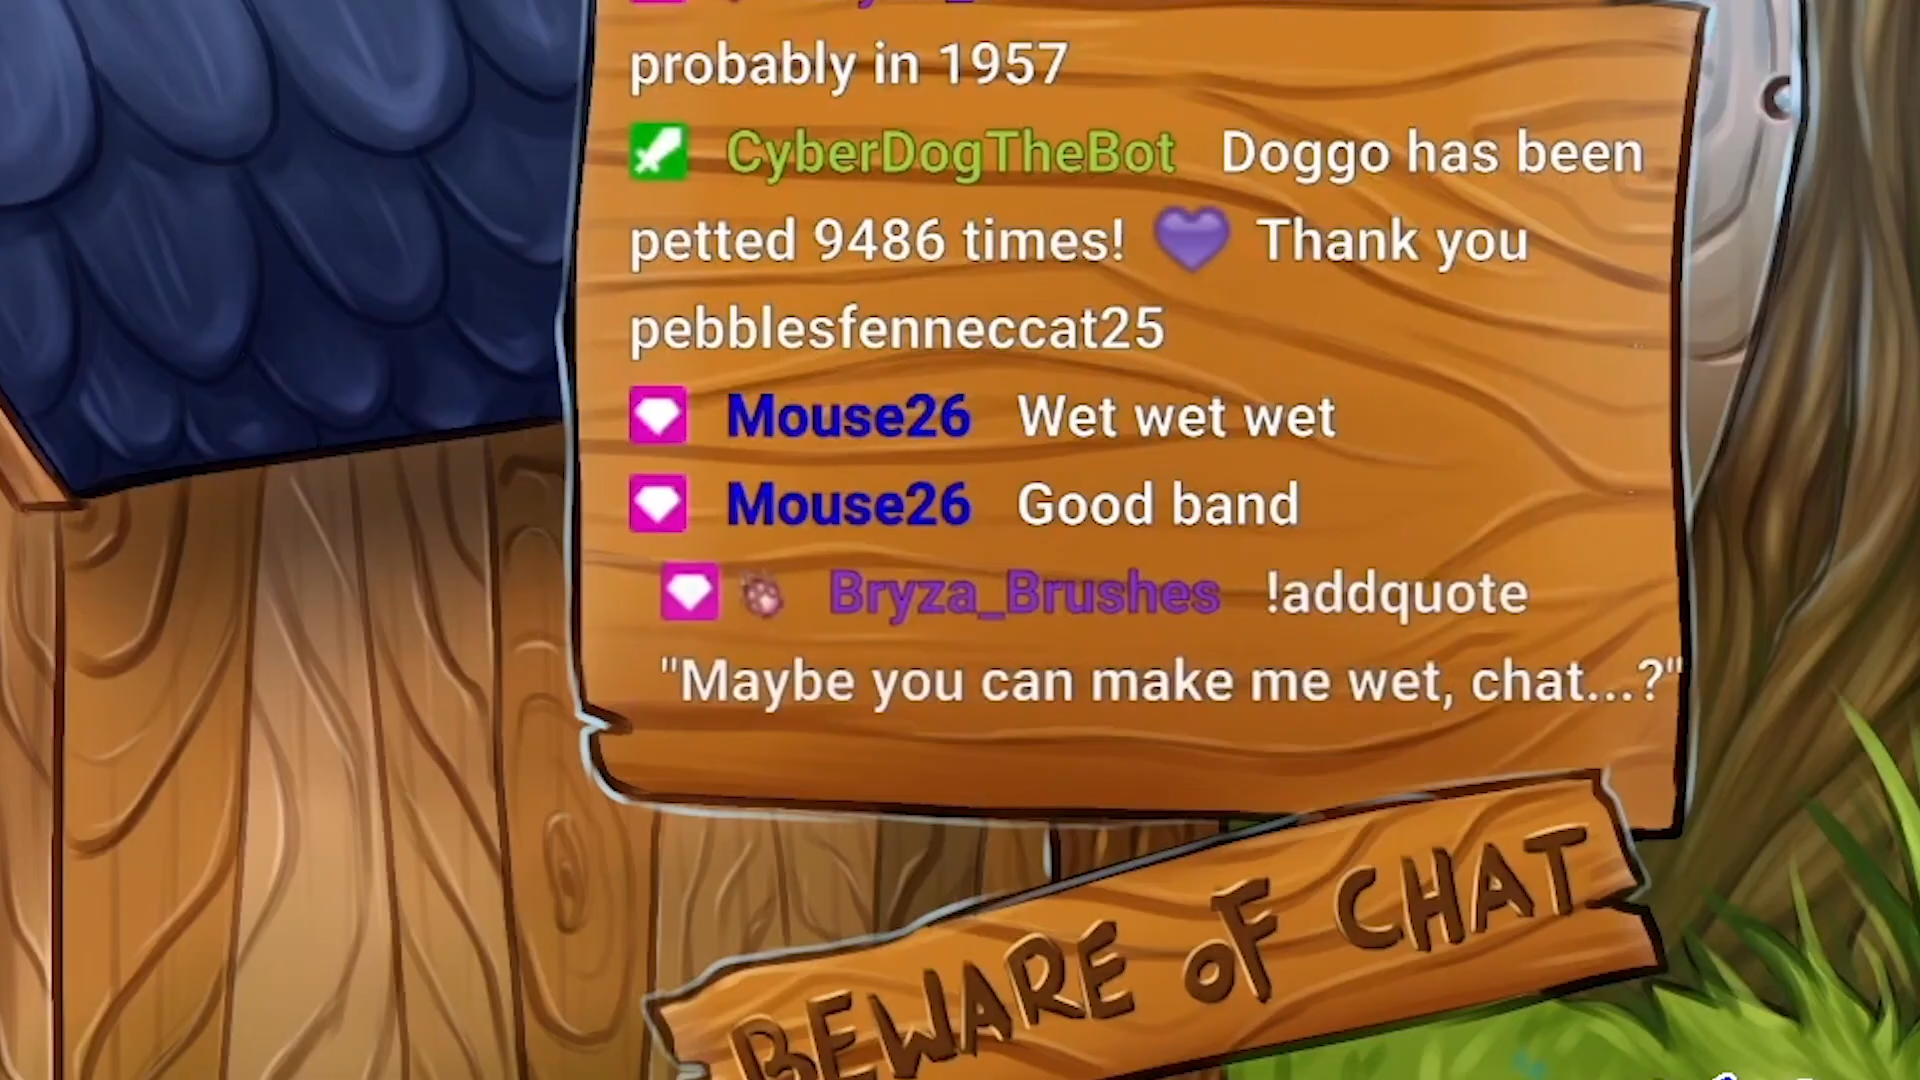 probably in 1957
CyberDogTheBot Doggo has been
petted 9486 times! 💜 Thank you
pebblesfenneccat25
Mouse26 Wet wet wet
Mouse26 Good band
Bryza_Brushes !addquote
"Maybe you can make me wet, chat...?"
BEWARE OF CHAT